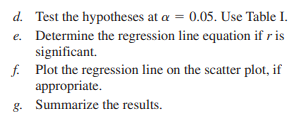 d. Test the hypotheses at α = 0.05. Use Table I.
e. Determine the regression line equation if r is
significant.
f. Plot the regression line on the scatter plot, if
appropriate.
g. Summarize the results.